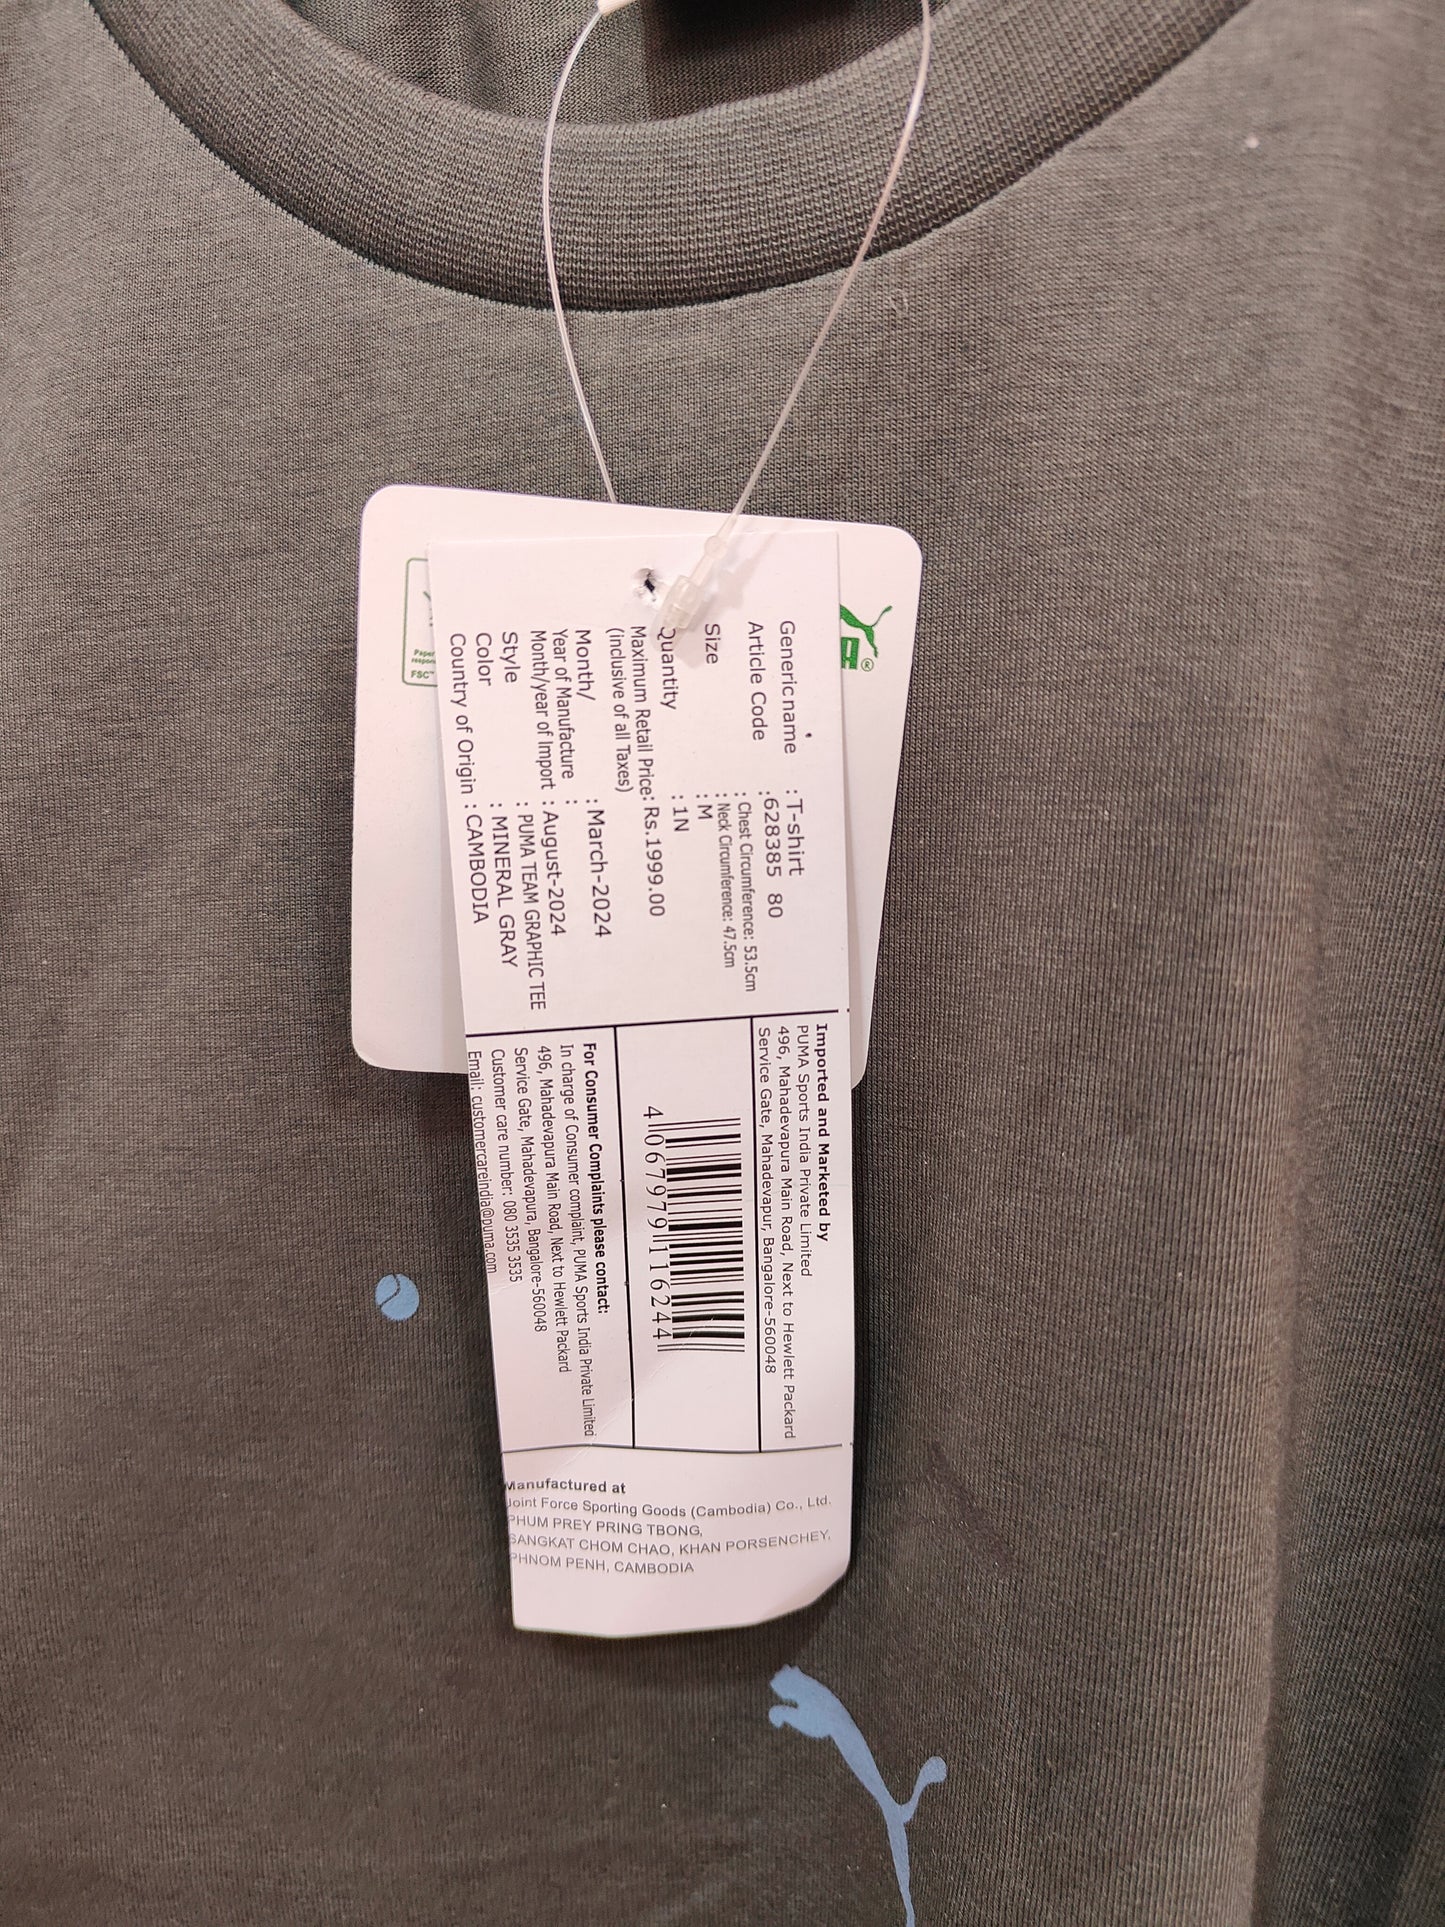 Generic name : T-shirt
Article Code : 628385 80
: Chest Circumference: 53.5cm
: Neck Circumference: 47.5cm
Size : M
Quantity : 1N
Maximum Retail Price: Rs.1999.00
(inclusive of all Taxes)
Month/ : March-2024
Year of Manufacture :
Month/year of Import : August-2024
Style : PUMA TEAM GRAPHIC TEE
Color : MINERAL GRAY
Country of Origin : CAMBODIA
Imported and Marketed by
PUMA Sports India Private Limited
496, Mahadevapura Main Road, Next to Hewlett Packard
Service Gate, Mahadevapur, Bangalore-560048
4 067979 116244
For Consumer Complaints please contact:
In charge of Consumer complaint, PUMA Sports India Private Limited
496, Mahadevapura Main Road, Next to Hewlett Packard
Service Gate, Mahadevapura, Bangalore-560048
Customer care number: 080 3535 3535
Email: customercareindia@puma.com
Manufactured at
Joint Force Sporting Goods (Cambodia) Co., Ltd.
PHUM PREY PRING TBONG,
SANGKAT CHOM CHAO, KHAN PORSENCHEY,
PHNOM PENH, CAMBODIA
Paper
FSC™